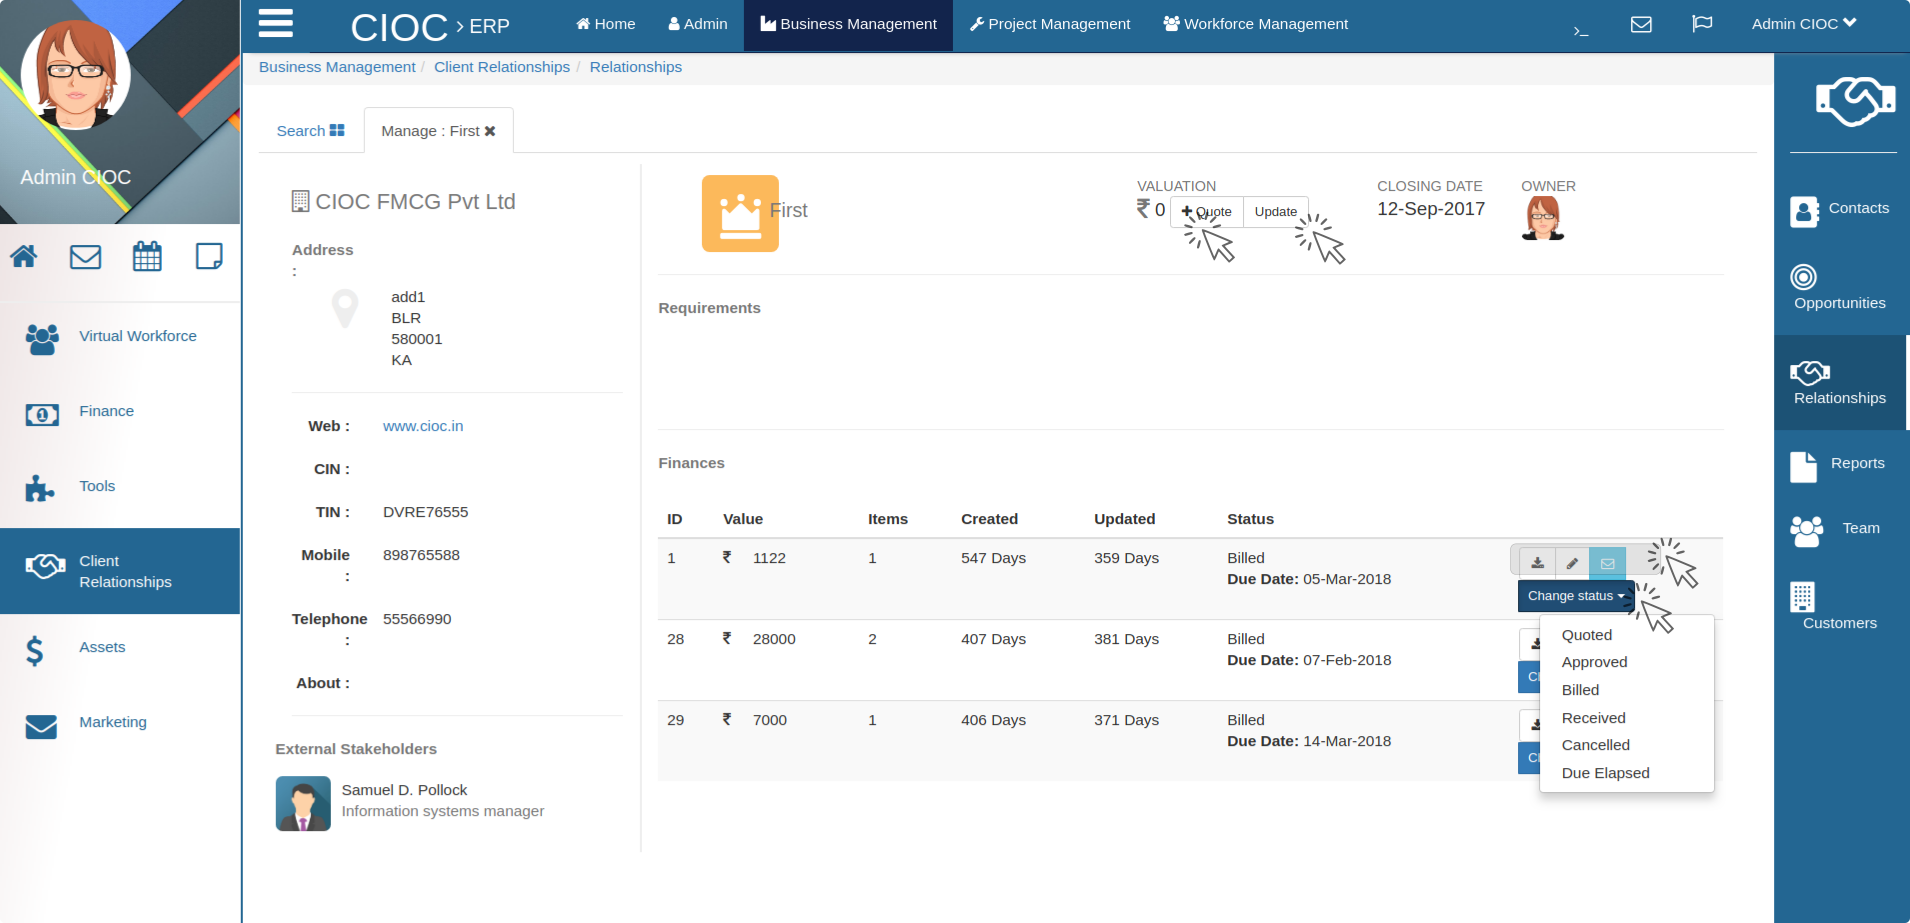 CIOC > ERP
Home
Admin
Business Management
Project Management
Workforce Management
>_
Admin CIOC
Business Management / Client Relationships / Relationships
Admin CIOC
Virtual Workforce
Finance
Tools
Client
Relationships
Assets
Marketing
Search
Manage : First ✖
CIOC FMCG Pvt Ltd
Address
:
add1
BLR
580001
KA
Web : www.cioc.in
CIN :
TIN : DVRE76555
Mobile 898765588
:
Telephone 55566990
:
About :
External Stakeholders
Samuel D. Pollock
Information systems manager
First
VALUATION
₹ 0
+ Quote
Update
CLOSING DATE
12-Sep-2017
OWNER
Requirements
Finances
ID Value Items Created Updated Status
1 ₹ 1122 1 547 Days 359 Days Billed
Due Date: 05-Mar-2018
Change status
28 ₹ 28000 2 407 Days 381 Days Billed
Due Date: 07-Feb-2018
29 ₹ 7000 1 406 Days 371 Days Billed
Due Date: 14-Mar-2018
Quoted
Approved
Billed
Received
Cancelled
Due Elapsed
Contacts
Opportunities
Relationships
Reports
Team
Customers